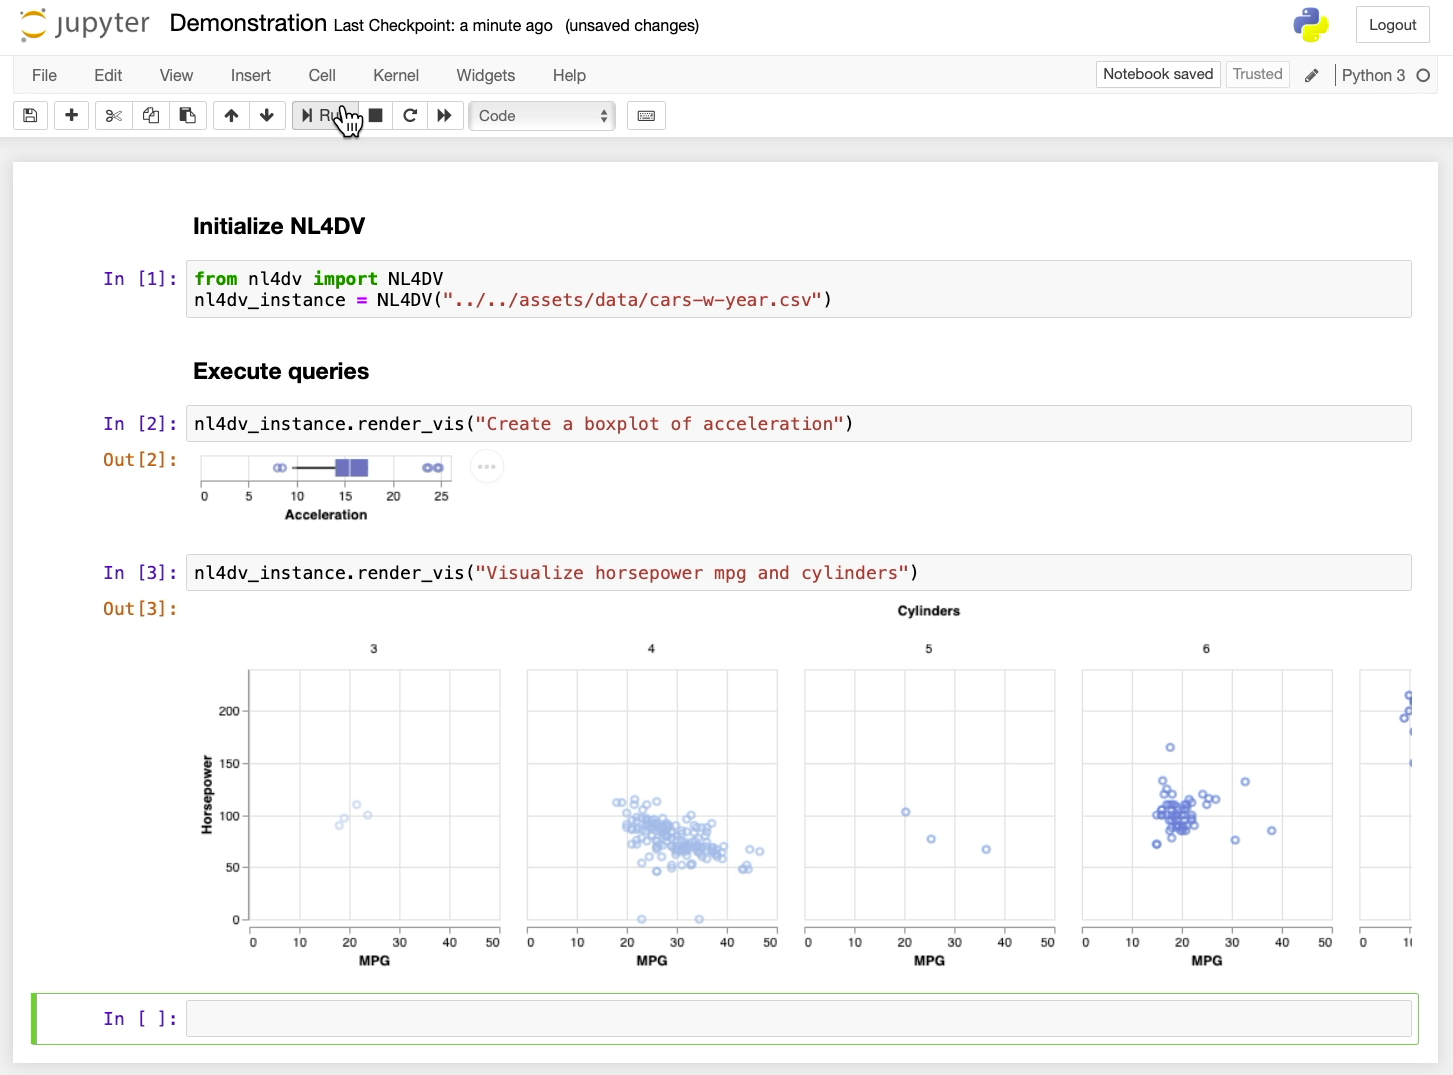 jupyter Demonstration Last Checkpoint: a minute ago (unsaved changes) Logout
File Edit View Insert Cell Kernel Widgets Help Notebook saved Trusted Python 3
Code
Initialize NL4DV
In [1]: from nl4dv import NL4DV
nl4dv_instance = NL4DV("../../assets/data/cars-w-year.csv")
Execute queries
In [2]: nl4dv_instance.render_vis("Create a boxplot of acceleration")
Out[2]:
0 5 10 15 20 25
Acceleration
In [3]: nl4dv_instance.render_vis("Visualize horsepower mpg and cylinders")
Out[3]:
Cylinders
3 4 5 6
200
150
100
50
0
Horsepower
0 10 20 30 40 50 0 10 20 30 40 50 0 10 20 30 40 50 0 10 20 30 40 50 0
MPG MPG MPG MPG
In [ ]: